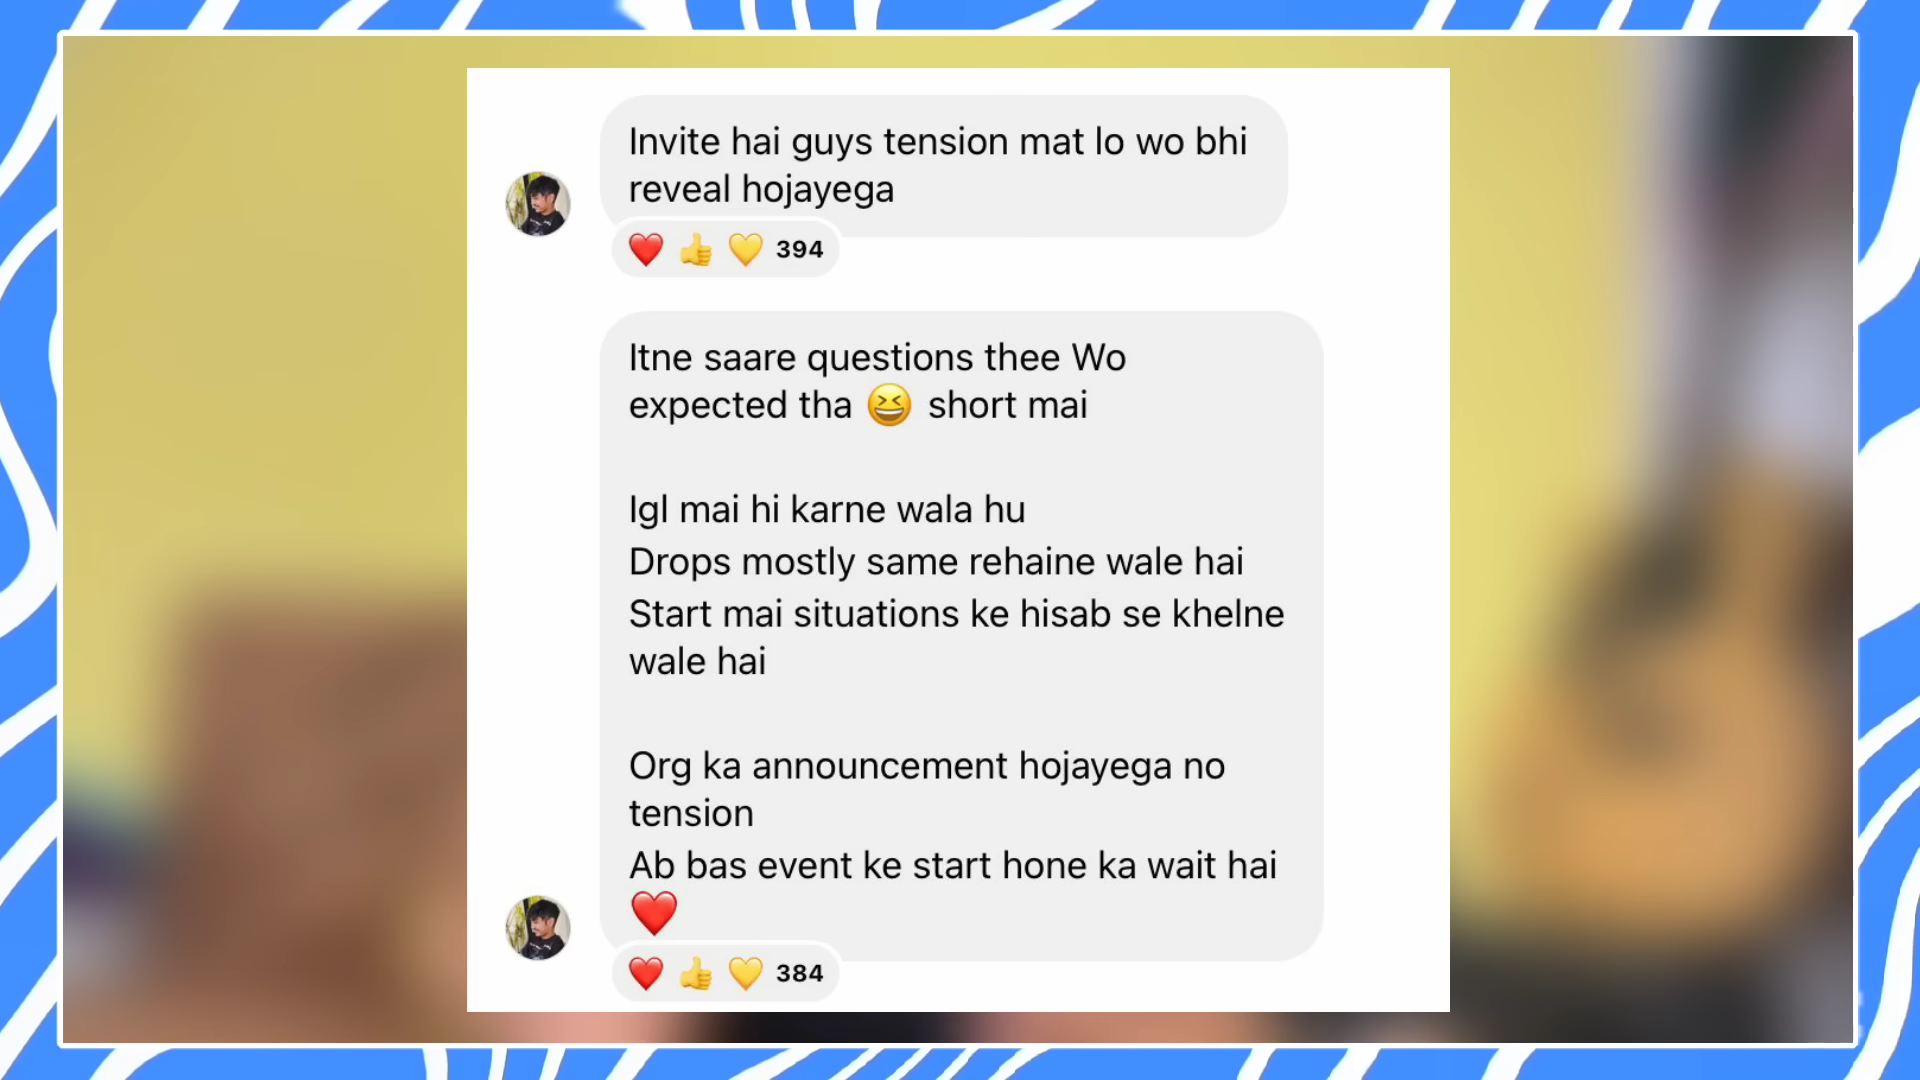 Invite hai guys tension mat lo wo bhi
reveal hojayega
❤️ 👍 💛 394
Itne saare questions thee Wo
expected tha 😆 short mai
Igl mai hi karne wala hu
Drops mostly same rehaine wale hai
Start mai situations ke hisab se khelne
wale hai
Org ka announcement hojayega no
tension
Ab bas event ke start hone ka wait hai
❤️
❤️ 👍 💛 384